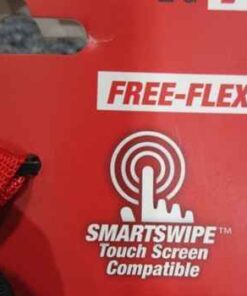 FREE-FLEX
SMARTSWIPE™
Touch Screen
Compatible